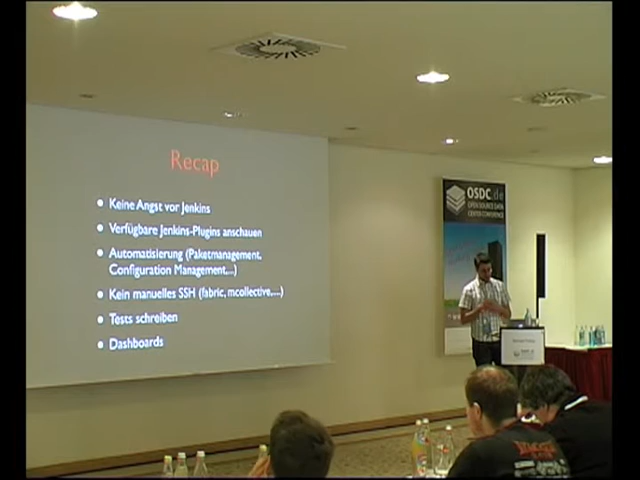 Recap
• Keine Angst vor Jenkins
• Verfügbare Jenkins-Plugins anschauen
• Automatisierung (Paketmanagement,
Configuration Management,...)
• Kein manuelles SSH (fabric, mcollective,....)
• Tests schreiben
• Dashboards
OSDC.de
OPEN SOURCE DATA
CENTER CONFERENCE